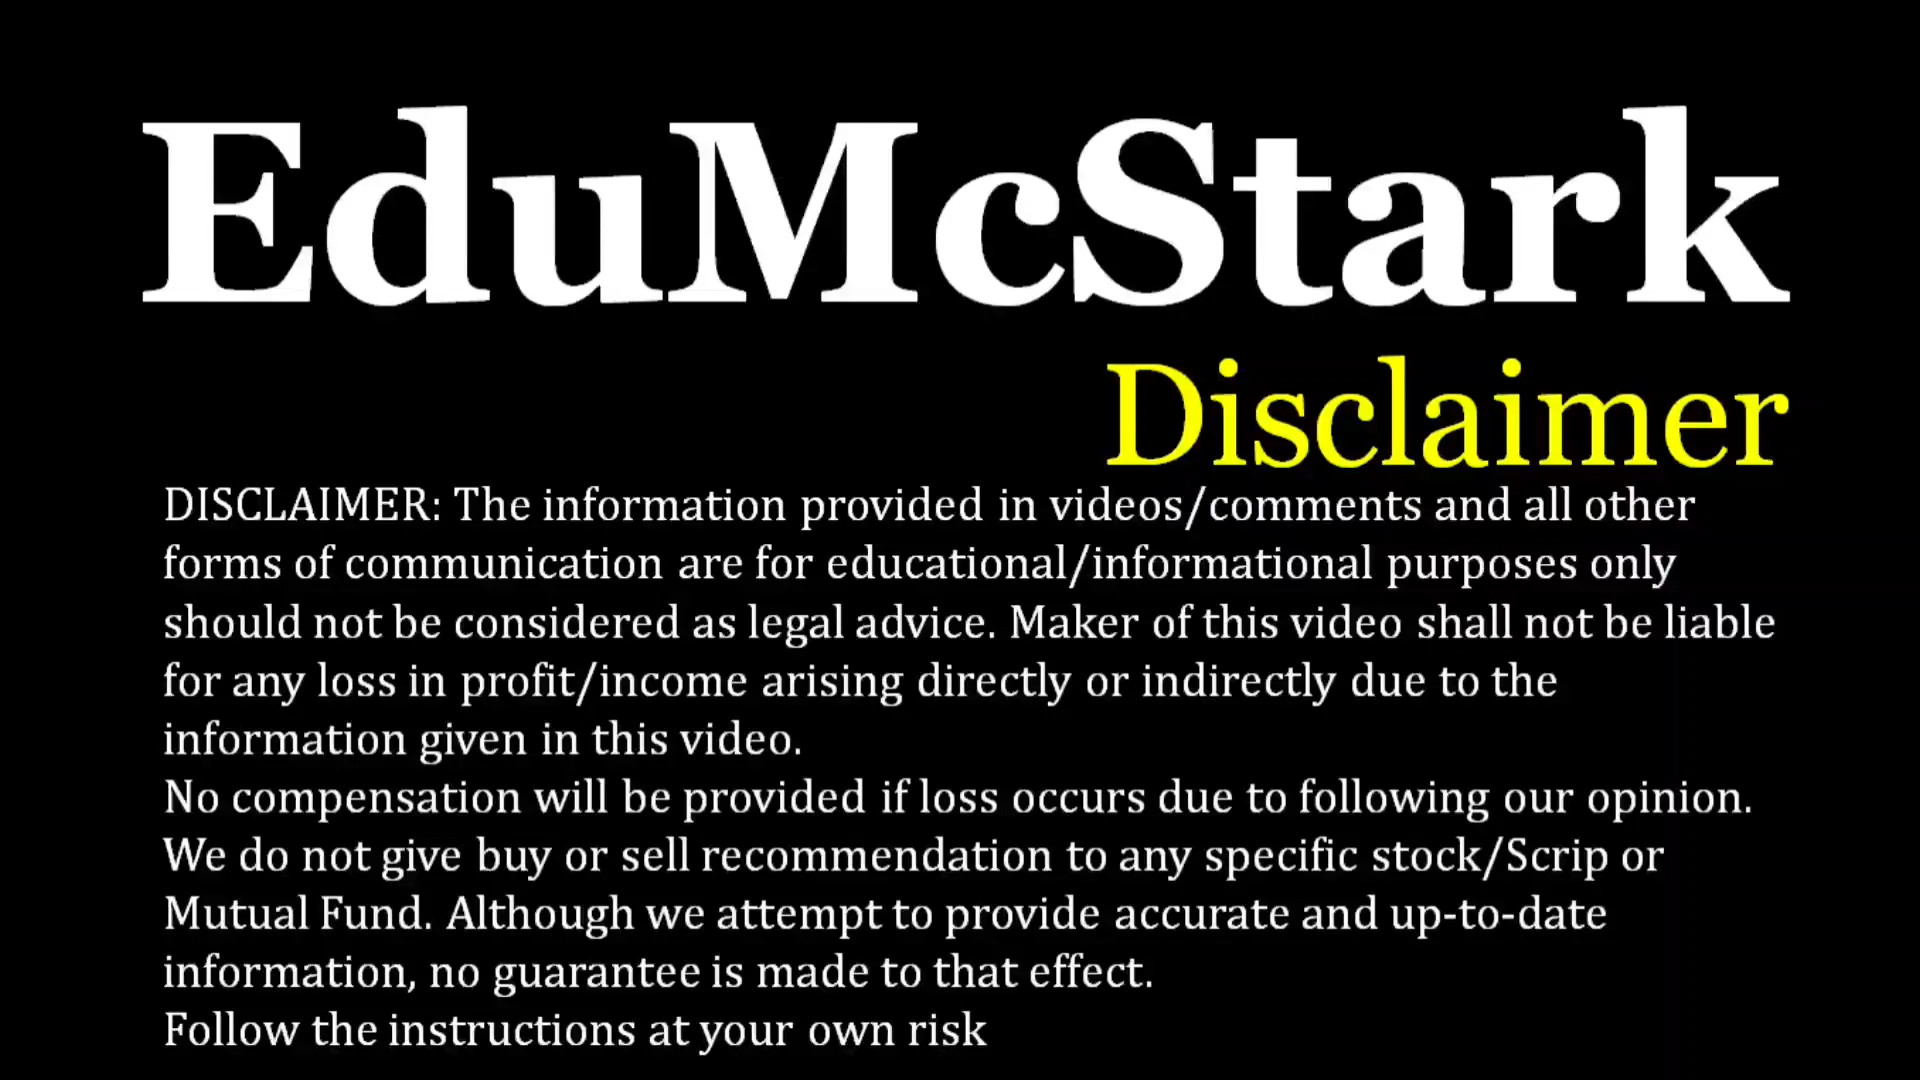 EduMcStark
Disclaimer
DISCLAIMER: The information provided in videos/comments and all other
forms of communication are for educational/informational purposes only
should not be considered as legal advice. Maker of this video shall not be liable
for any loss in profit/income arising directly or indirectly due to the
information given in this video.
No compensation will be provided if loss occurs due to following our opinion.
We do not give buy or sell recommendation to any specific stock/Scrip or
Mutual Fund. Although we attempt to provide accurate and up-to-date
information, no guarantee is made to that effect.
Follow the instructions at your own risk